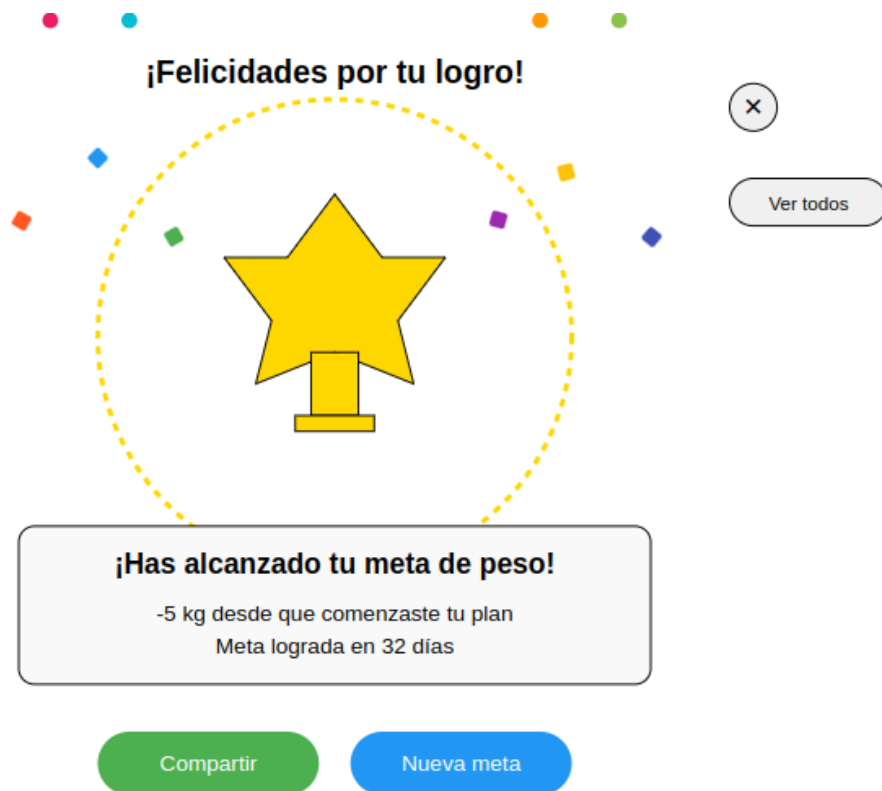 ¡Felicidades por tu logro!
✕
Ver todos
¡Has alcanzado tu meta de peso!
-5 kg desde que comenzaste tu plan
Meta lograda en 32 días
Compartir
Nueva meta